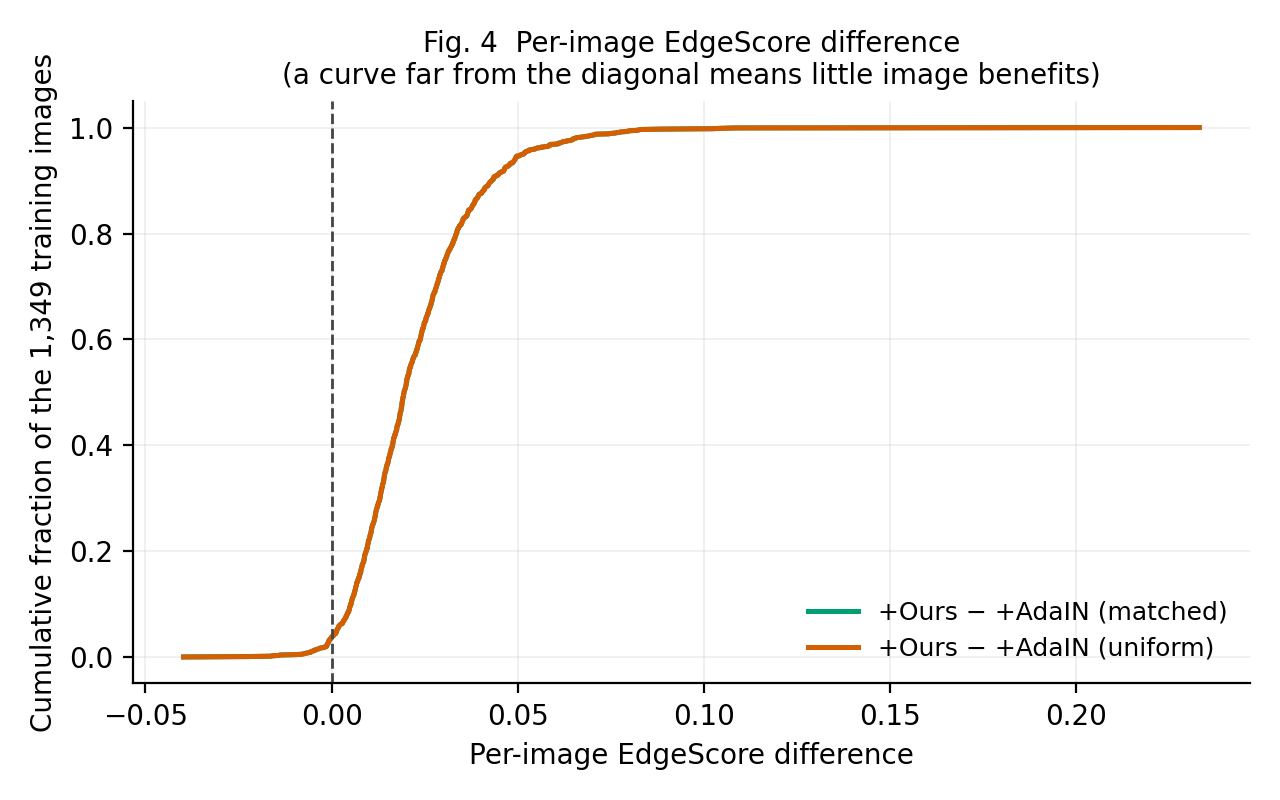 Fig. 4  Per-image EdgeScore difference
(a curve far from the diagonal means little image benefits)
Cumulative fraction of the 1,349 training images
1.0
0.8
0.6
0.4
0.2
0.0
+Ours − +AdaIN (matched)
+Ours − +AdaIN (uniform)
−0.05
0.00
0.05
0.10
0.15
0.20
Per-image EdgeScore difference